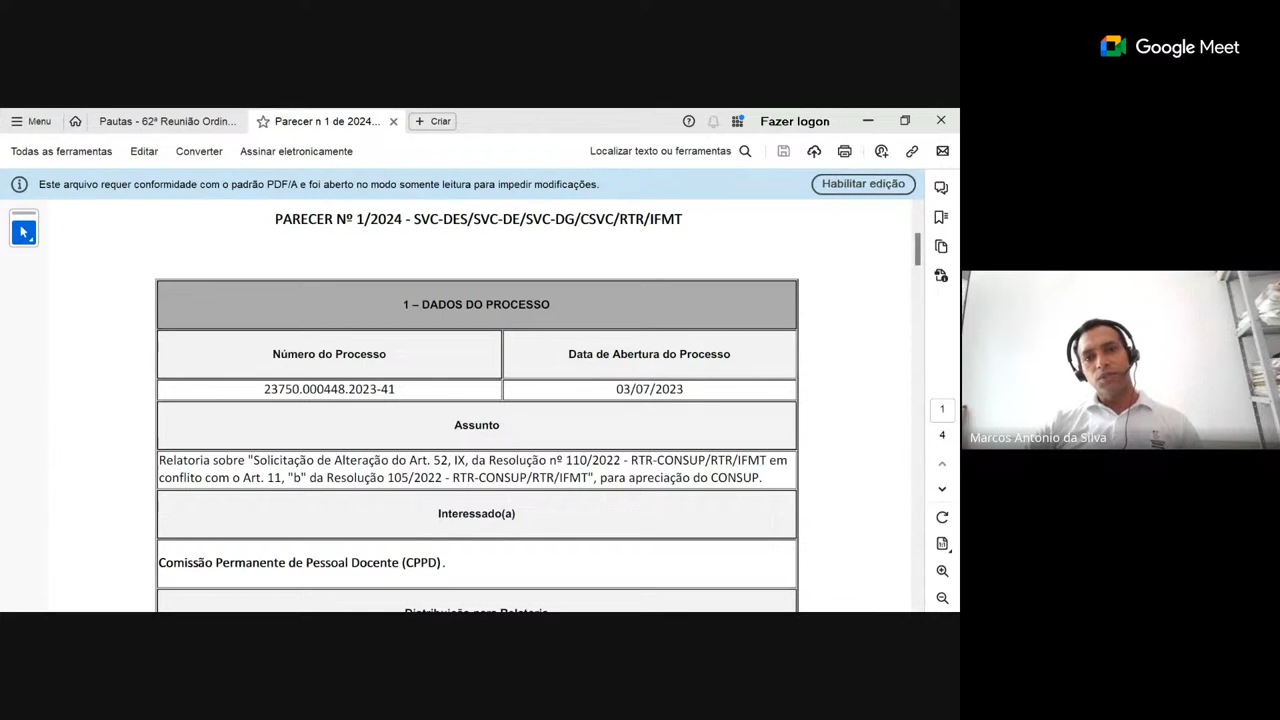 Google Meet
Menu
Pautas - 62ª Reunião Ordin...
Parecer n 1 de 2024...
Criar
Fazer logon
Todas as ferramentas
Editar
Converter
Assinar eletronicamente
Localizar texto ou ferramentas
Este arquivo requer conformidade com o padrão PDF/A e foi aberto no modo somente leitura para impedir modificações.
Habilitar edição
PARECER Nº 1/2024 - SVC-DES/SVC-DE/SVC-DG/CSVC/RTR/IFMT
1 – DADOS DO PROCESSO
Número do Processo
Data de Abertura do Processo
23750.000448.2023-41
03/07/2023
Assunto
Relatoria sobre "Solicitação de Alteração do Art. 52, IX, da Resolução nº 110/2022 - RTR-CONSUP/RTR/IFMT em
conflito com o Art. 11, "b" da Resolução 105/2022 - RTR-CONSUP/RTR/IFMT", para apreciação do CONSUP.
Interessado(a)
Comissão Permanente de Pessoal Docente (CPPD).
Distribuição para Relatoria
1
4
Marcos Antonio da Silva